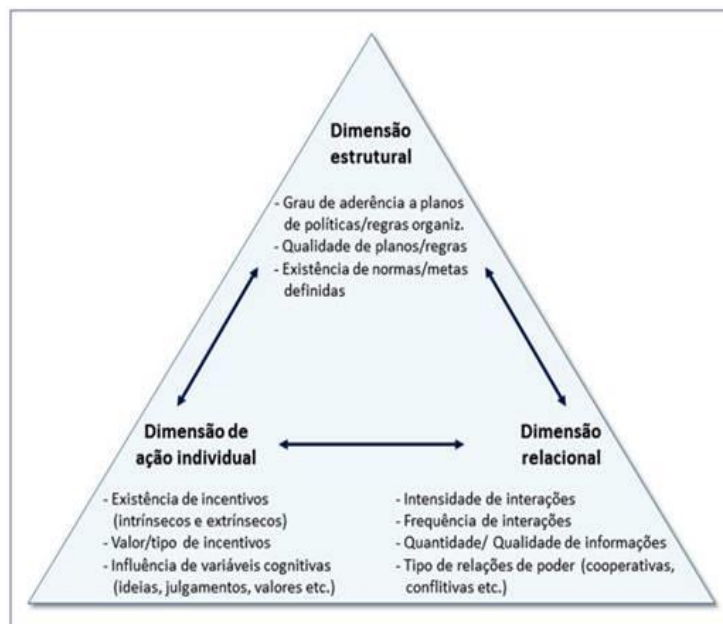 Dimensão
estrutural
- Grau de aderência a planos
de políticas/regras organiz.
- Qualidade de planos/regras
- Existência de normas/metas
definidas
Dimensão de
ação individual
- Existência de incentivos
(intrínsecos e extrínsecos)
- Valor/tipo de incentivos
- Influência de variáveis cognitivas
(ideias, julgamentos, valores etc.)
Dimensão
relacional
- Intensidade de interações
- Frequência de interações
- Quantidade/ Qualidade de informações
- Tipo de relações de poder (cooperativas,
conflitivas etc.)